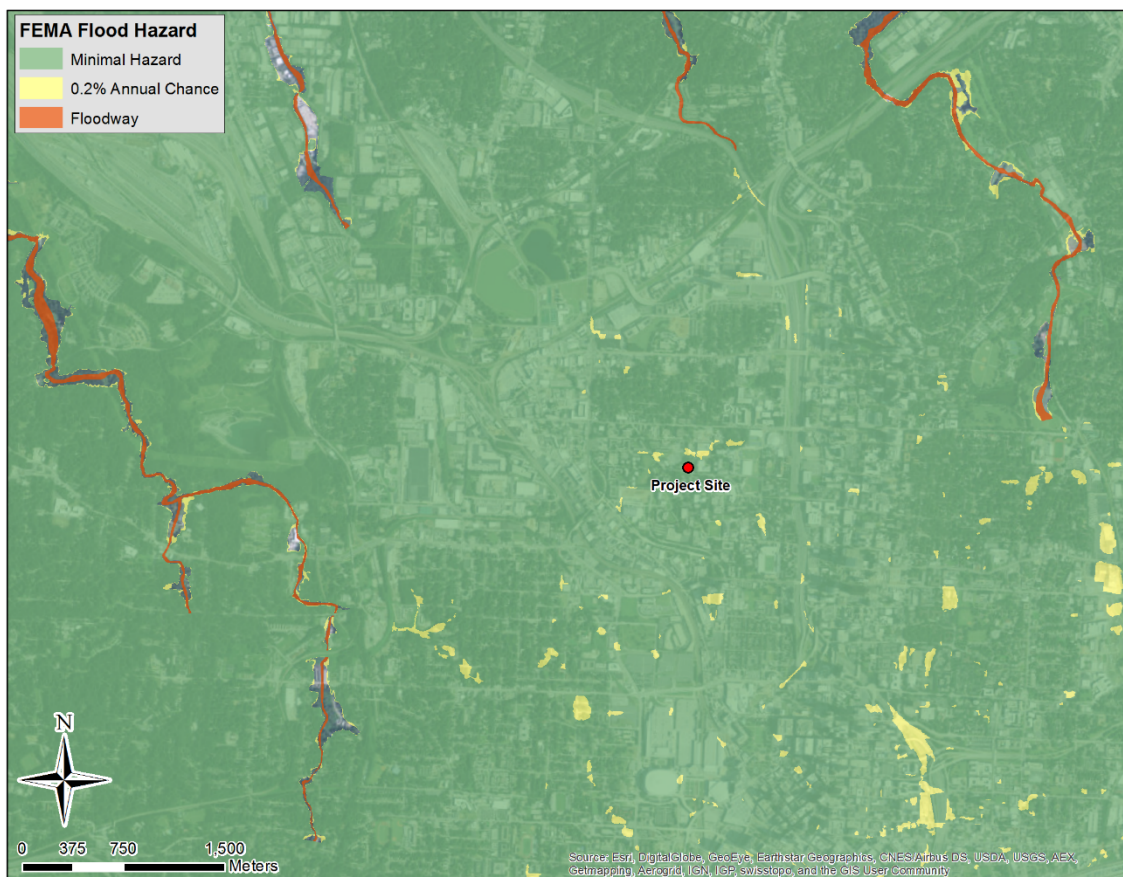 FEMA Flood Hazard
Minimal Hazard
0.2% Annual Chance
Floodway
Project Site
N
0 375 750 1,500
Meters
Source: Esri, DigitalGlobe, GeoEye, Earthstar Geographics, CNES/Airbus DS, USDA, USGS, AEX,
Getmapping, Aerogrid, IGN, IGP, swisstopo, and the GIS User Community